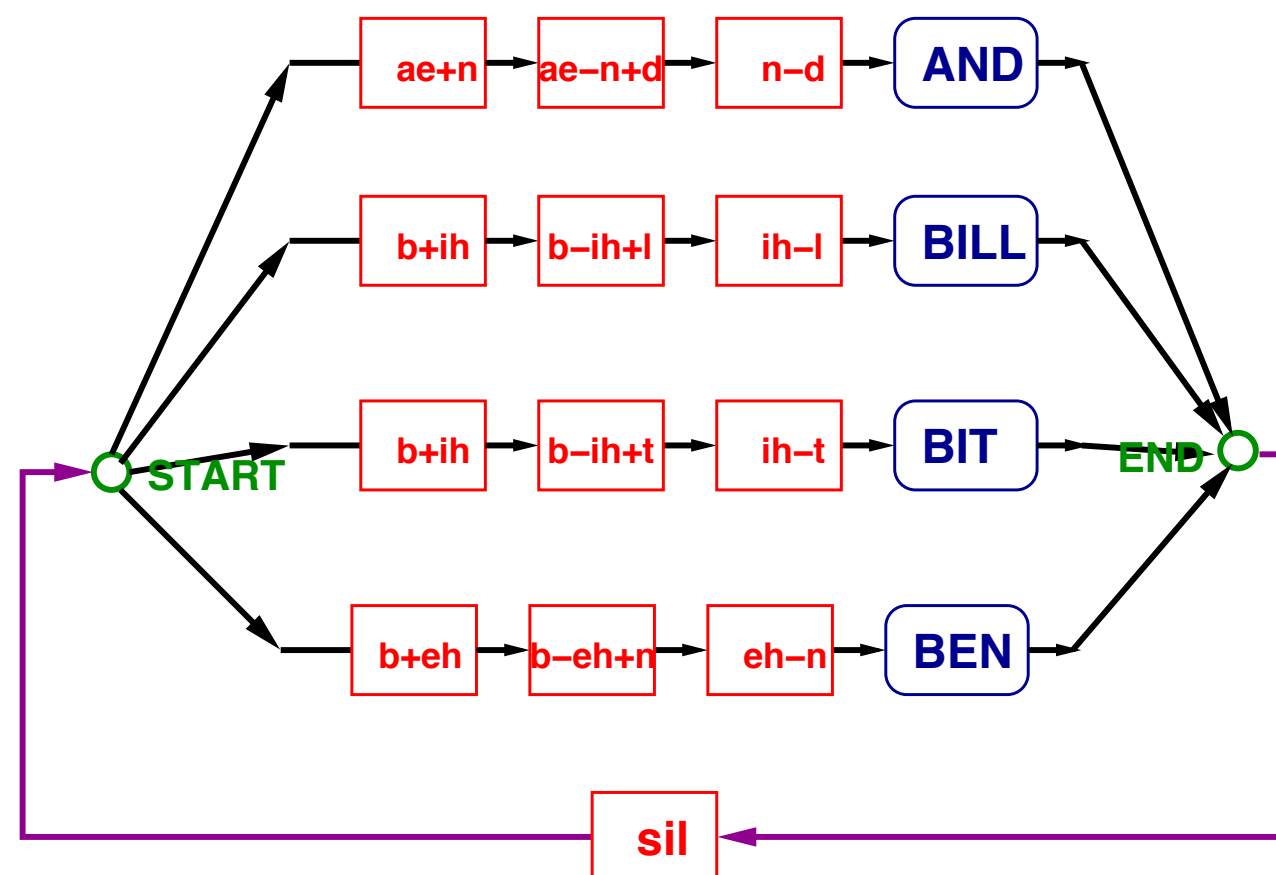 ae+n ae−n+d n−d AND
b+ih b−ih+l ih−l BILL
b+ih b−ih+t ih−t BIT
START END
b+eh b−eh+n eh−n BEN
sil